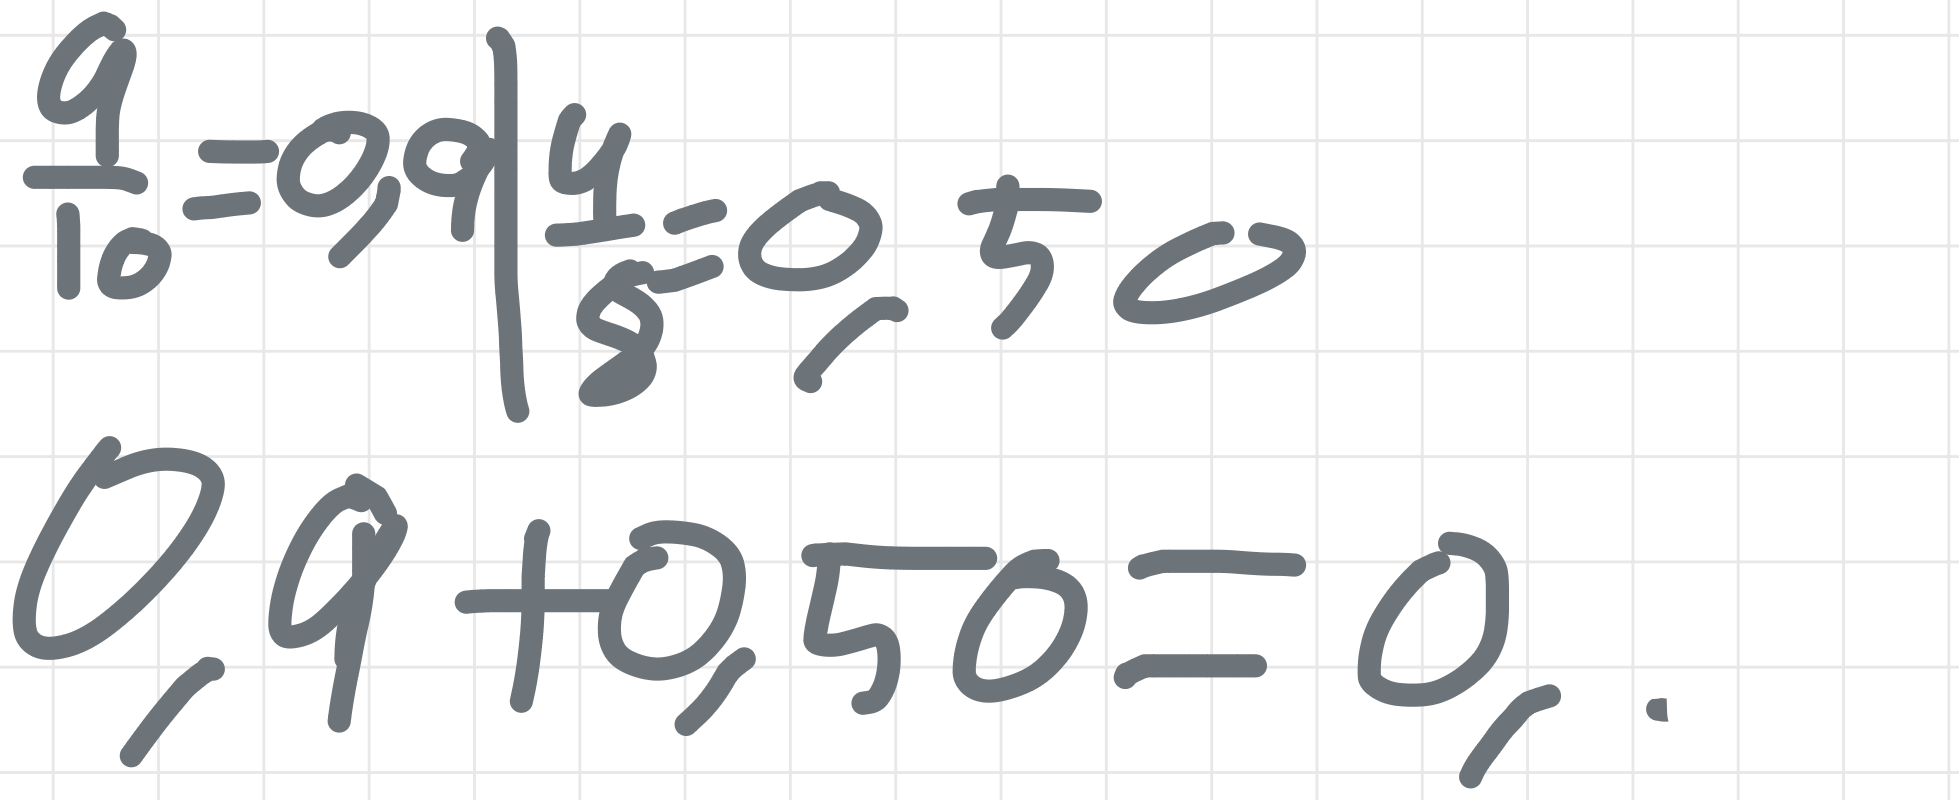 9/10 = 0,9 | 4/8 = 0,50
0,9 + 0,50 = 0, .